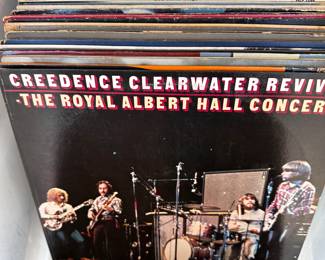 CREEDENCE CLEARWATER REVIV
-THE ROYAL ALBERT HALL CONCER